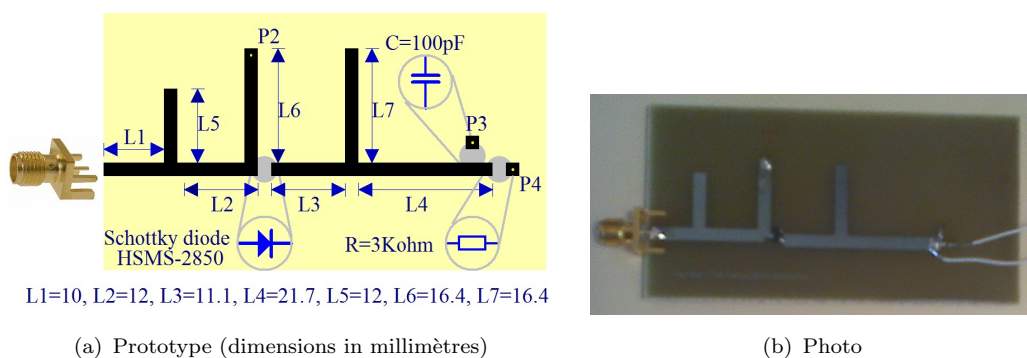 P2
C=100pF
L1
L5
L6
L7
P3
P4
L2
L3
L4
Schottky diode
HSMS-2850
R=3Kohm
L1=10, L2=12, L3=11.1, L4=21.7, L5=12, L6=16.4, L7=16.4
(a) Prototype (dimensions in millimètres)
(b) Photo